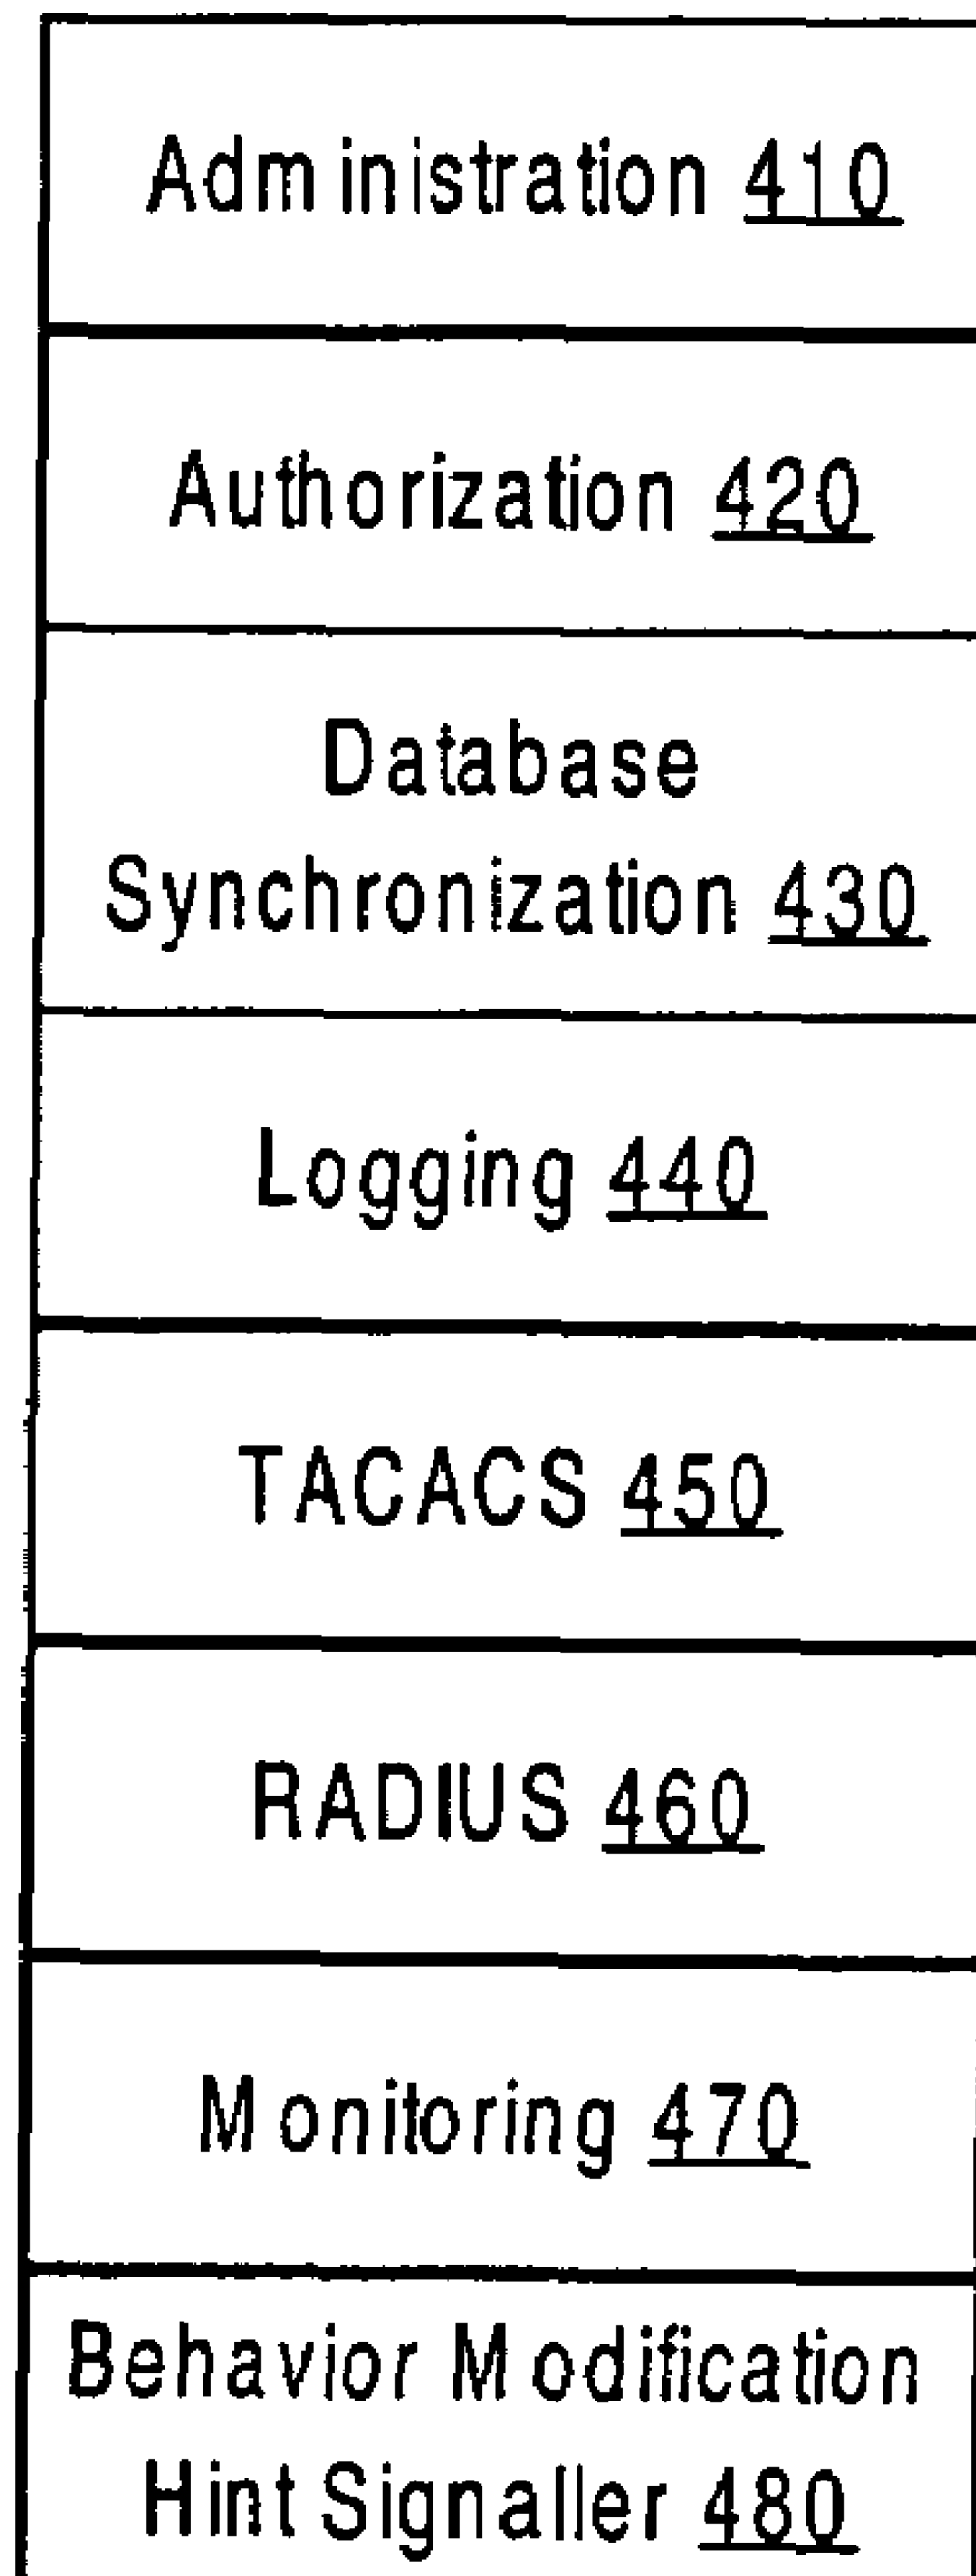 Administration 410
Authorization 420
Database
Synchronization 430
Logging 440
TACACS 450
RADIUS 460
Monitoring 470
Behavior Modification
Hint Signaller 480